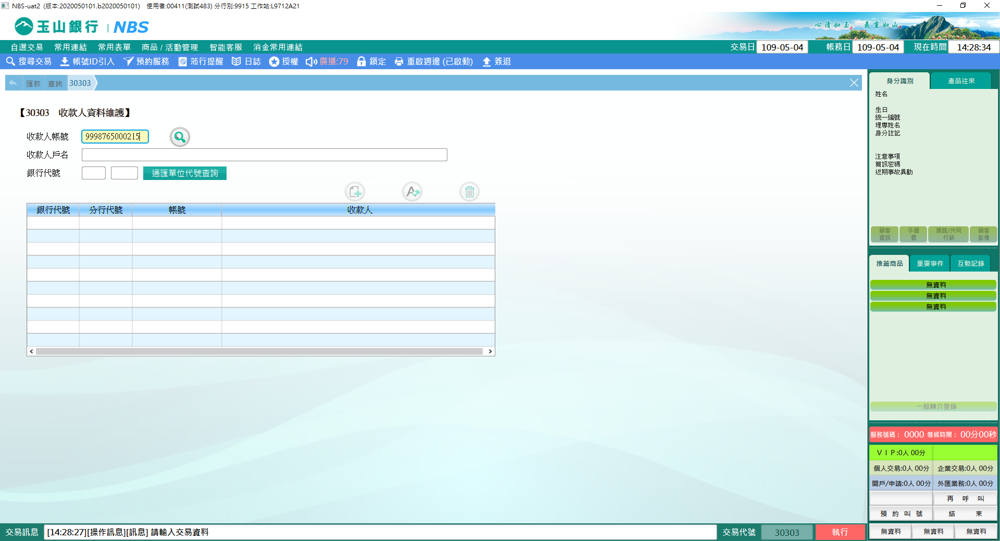 NBS-uat2 (版本:2020050101.b2020050101) 使用者:00411(測試483) 分行別:9915 工作站:L9712A21
玉山銀行 | NBS
心清如玉。 義重如山。
自選交易 常用連結 常用表單 商品 / 活動管理 智能客服 消金常用連結 交易日 109-05-04 帳務日 109-05-04 現在時間 14:28:34
搜尋交易 帳號ID引入 預約服務 蒞行提醒 日誌 授權 廣播:79 鎖定 重啟週邊 (已啟動) 簽退
匯款 查詢 30303
【30303 收款人資料維護】
收款人帳號 9998765000215
收款人戶名
銀行代號 通匯單位代號查詢
銀行代號 分行代號 帳號 收款人
身分識別 產品往來
姓名
生日
統一編號
理專姓名
身分註記
注意事項
簡訊密碼
近期事故異動
顧客資訊 手續費 通路/共同行銷 顧客影像
推薦商品 重要事件 互動記錄
無資料
無資料
無資料
一般轉介登錄
服務號碼: 0000 等候時間: 00分00秒
ＶＩＰ:0人 00分
個人交易:0人 00分 企業交易:0人 00分
開戶/申請:0人 00分 外匯業務:0人 00分
再 呼 叫
預 約 叫 號 結 束
無資料 無資料 無資料
交易訊息 [14:28:27][操作訊息][訊息] 請輸入交易資料 交易代號 30303 執行